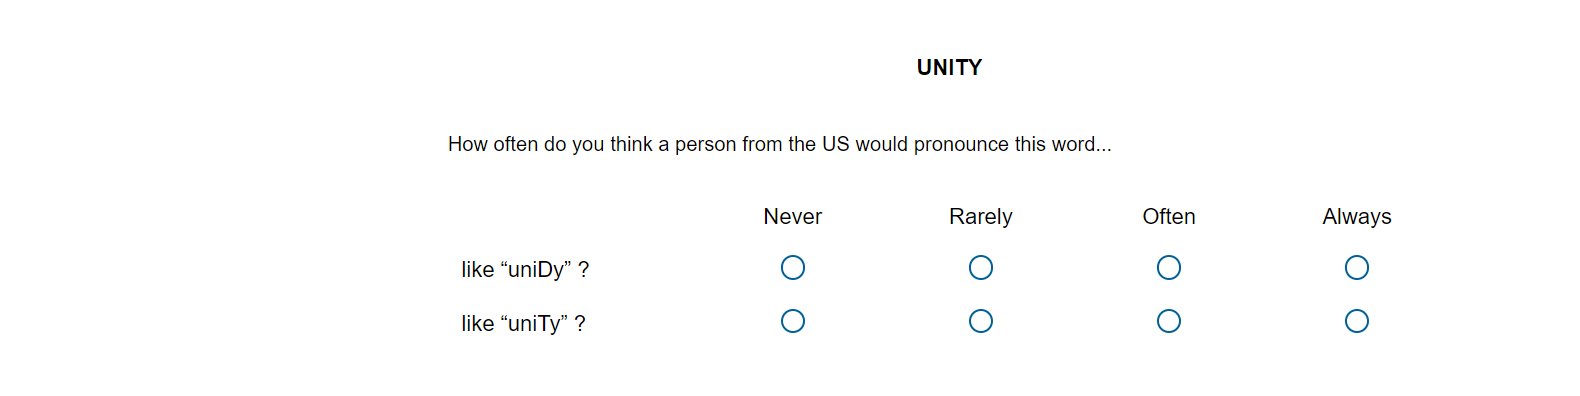 UNITY
How often do you think a person from the US would pronounce this word...
Never Rarely Often Always
like “uniDy” ?
like “uniTy” ?